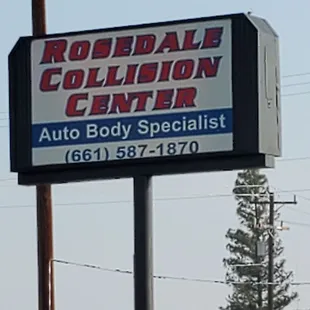 ROSEDALE
COLLISION
CENTER
Auto Body Specialist
(661) 587-1870